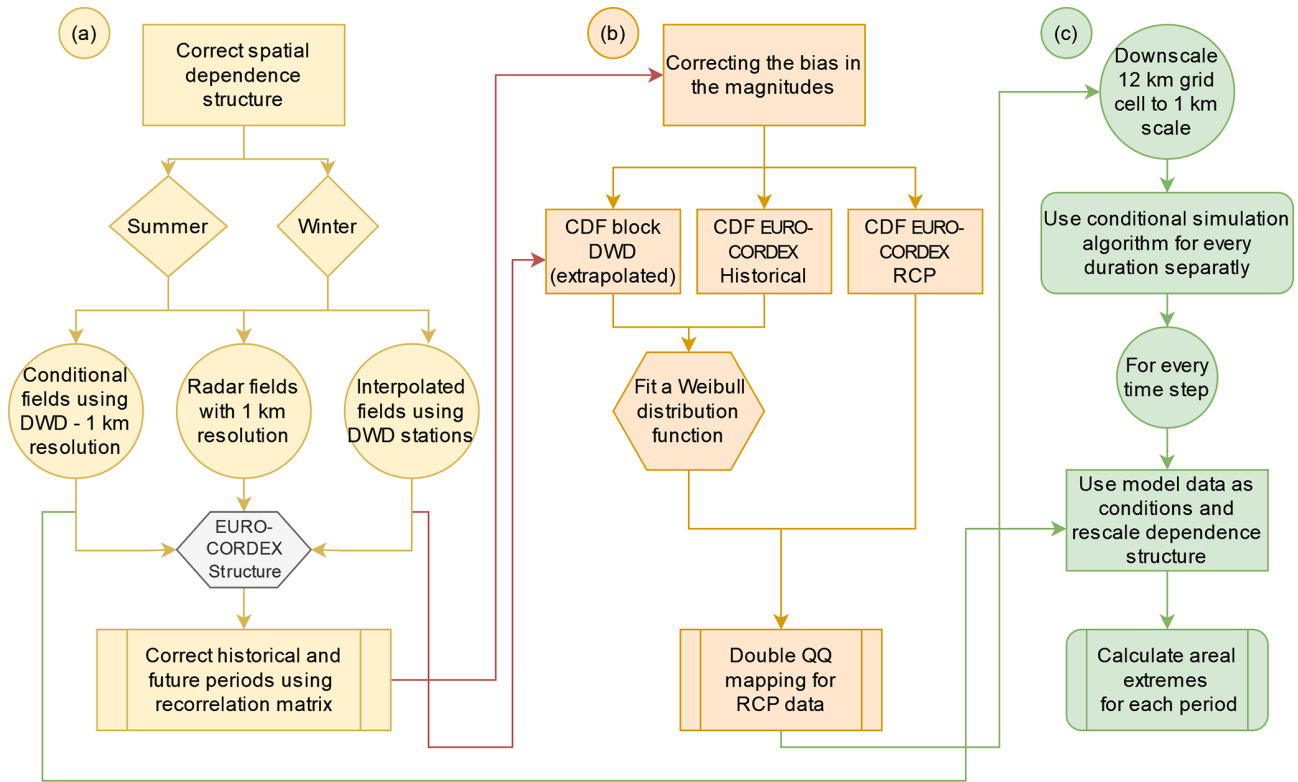 (a)
Correct spatial
dependence
structure
Summer
Winter
Conditional
fields using
DWD - 1 km
resolution
Radar fields
with 1 km
resolution
Interpolated
fields using
DWD stations
EURO-
CORDEX
Structure
Correct historical and
future periods using
recorrelation matrix
(b)
Correcting the bias in
the magnitudes
CDF block
DWD
(extrapolated)
CDF EURO-
CORDEX
Historical
CDF EURO-
CORDEX
RCP
Fit a Weibull
distribution
function
Double QQ
mapping for
RCP data
(c)
Downscale
12 km grid
cell to 1 km
scale
Use conditional simulation
algorithm for every
duration separatly
For every
time step
Use model data as
conditions and
rescale dependence
structure
Calculate areal
extremes
for each period